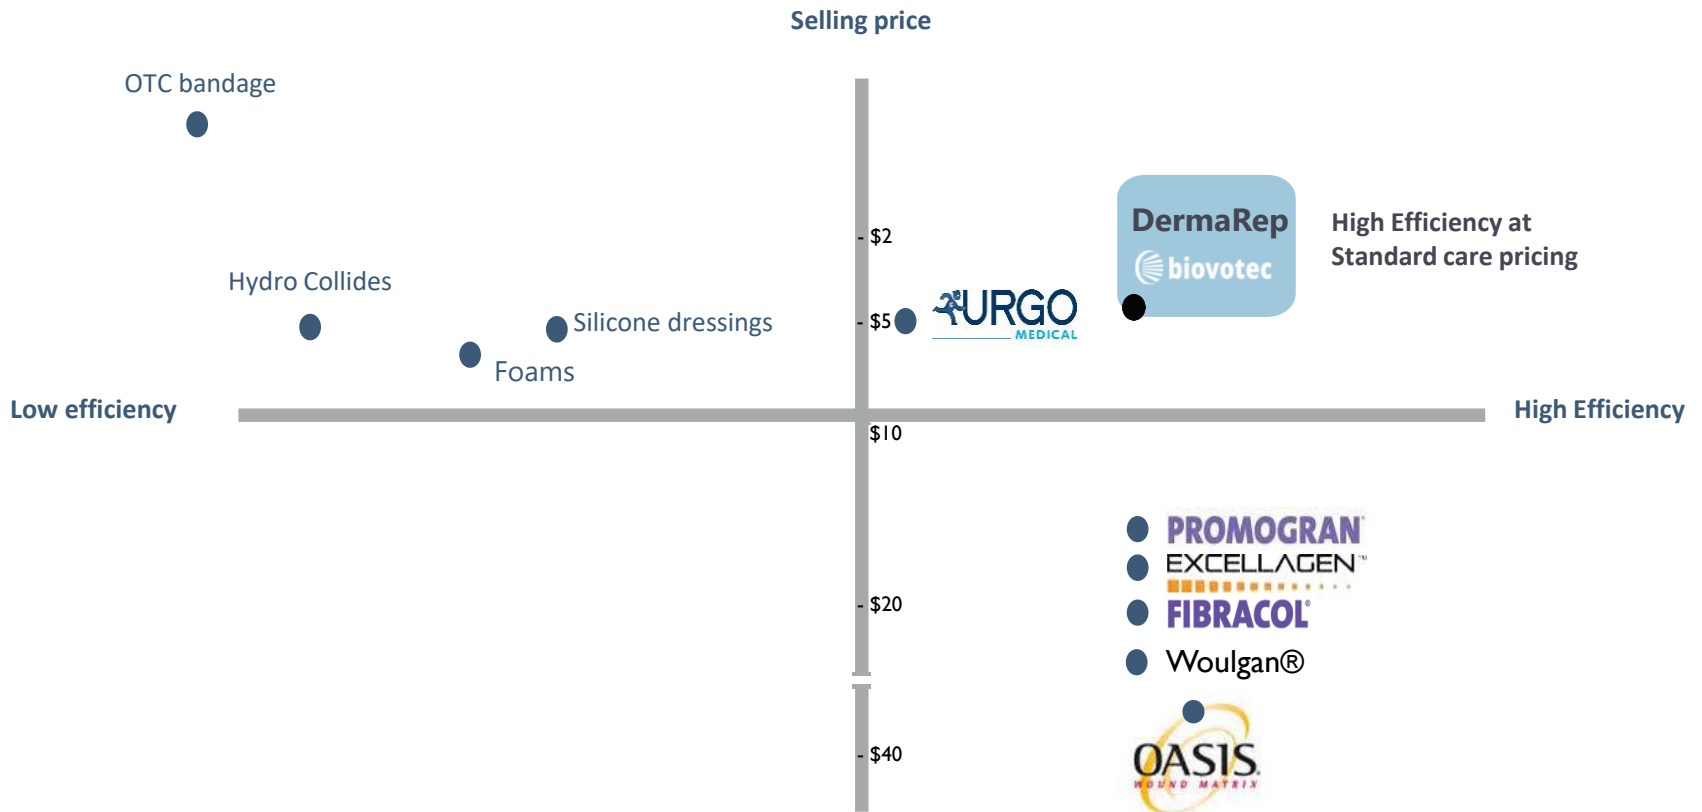 Selling price
OTC bandage
DermaRep
biovotec
High Efficiency at
Standard care pricing
- $2
Hydro Collides
- $5
URGO
MEDICAL
Silicone dressings
Foams
Low efficiency
High Efficiency
$10
PROMOGRAN®
EXCELLAGEN™
- $20
FIBRACOL®
Woulgan®
- $40
OASIS®
WOUND MATRIX